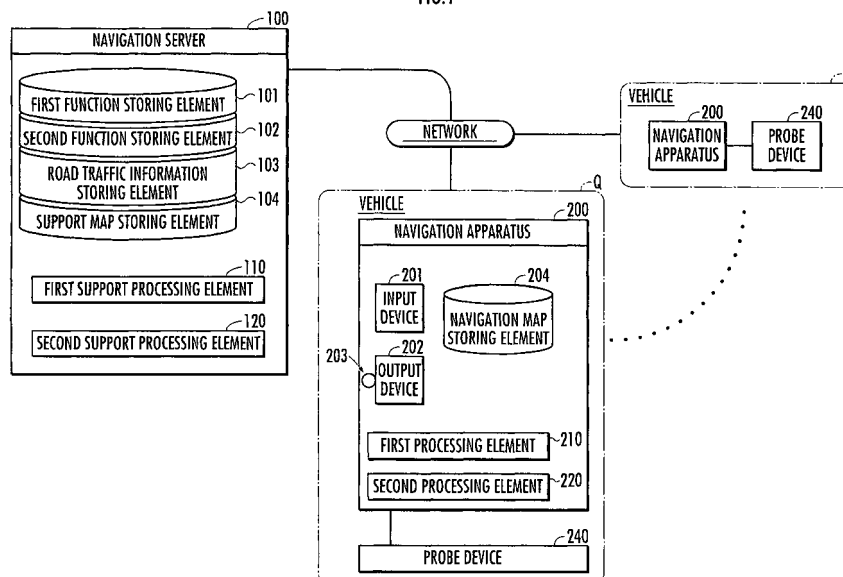 100
NAVIGATION SERVER
FIRST FUNCTION STORING ELEMENT
101
SECOND FUNCTION STORING ELEMENT
102
ROAD TRAFFIC INFORMATION
STORING ELEMENT
103
SUPPORT MAP STORING ELEMENT
104
110
FIRST SUPPORT PROCESSING ELEMENT
120
SECOND SUPPORT PROCESSING ELEMENT
NETWORK
VEHICLE
200
NAVIGATION
APPARATUS
240
PROBE
DEVICE
Q
VEHICLE
200
NAVIGATION APPARATUS
201
INPUT
DEVICE
204
NAVIGATION MAP
STORING ELEMENT
202
203
OUTPUT
DEVICE
FIRST PROCESSING ELEMENT
210
SECOND PROCESSING ELEMENT
220
240
PROBE DEVICE